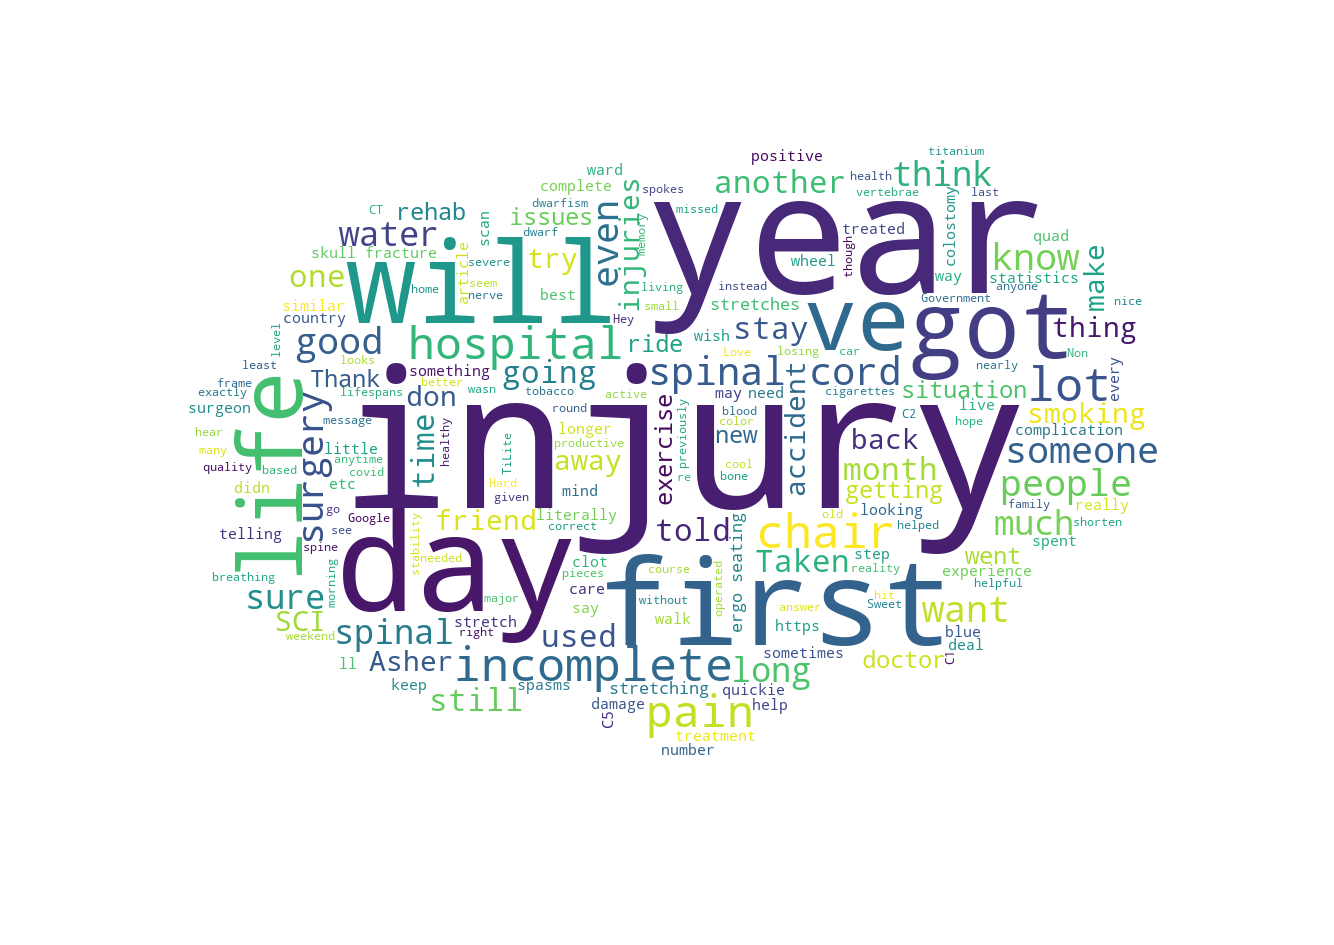 titanium
positive
ward
another
health
think
complete
spokes
vertebrae
last
dwarfism
CT
rehab
issues
injuries
missed
year
colostomy
scan
dwarf
memory
water
even
treated
quad
skull fracture
article
severe
try
though
know
will
wheel
way
statistics
one
home
seem
nerve
best
living
instead
anyone
make
similar
small
stretches
Government
nice
country
Hey
wish
stay
ve
got
thing
level
good
hospital
ride
Non
least
looks
Love
losing
car
nearly
every
life
Thank
something
going
spinal
cord
situation
lot
frame
better
wasn
exactly
lifespans
don
tobacco
active
may
need
cigarettes
surgeon
injury
round
blood
C2
live
smoking
message
color
hope
hear
surgery
time
longer
exercise
new
accident
complication
many
little
healthy
TiLite
productive
previously
back
someone
quality
based
anytime
away
cool
month
covid
re
bone
didn
etc
Hard
mind
getting
people
given
family
really
go
Google
friend
literally
old
looking
telling
see
correct
told
chair
helped
much
shorten
spine
stability
day
ergo seating
spent
needed
clot
Taken
step
went
breathing
pieces
course
reality
experience
morning
major
care
first
helpful
sure
without
operated
hit
say
answer
Sweet
want
SCI
stretch
walk
https
weekend
spinal
right
used
blue
deal
ll
Asher
incomplete
sometimes
doctor
C1
long
keep
spasms
stretching
quickie
still
damage
pain
help
C5
treatment
number